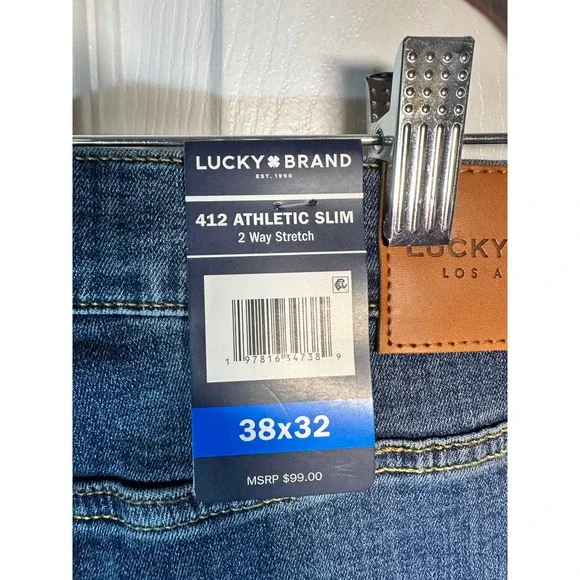 LUCKY BRAND
EST. 1990
412 ATHLETIC SLIM
2 Way Stretch
1 97816 34738 9
38x32
MSRP $99.00
LUCKY
LOS A